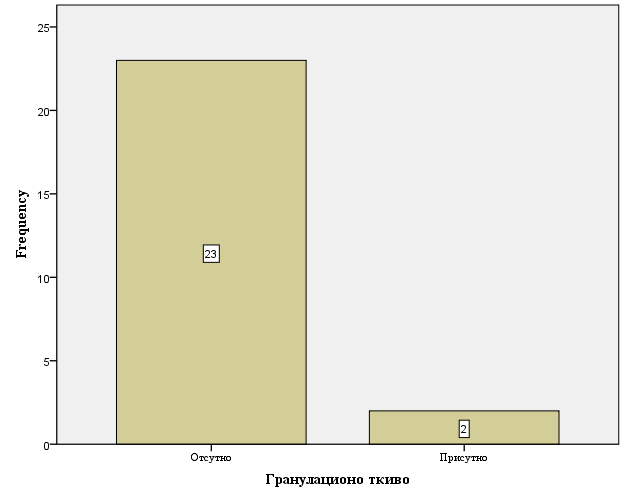 Frequency
25
20
15
10
5
0
23
2
Отсутно
Присутно
Гранулационо ткиво